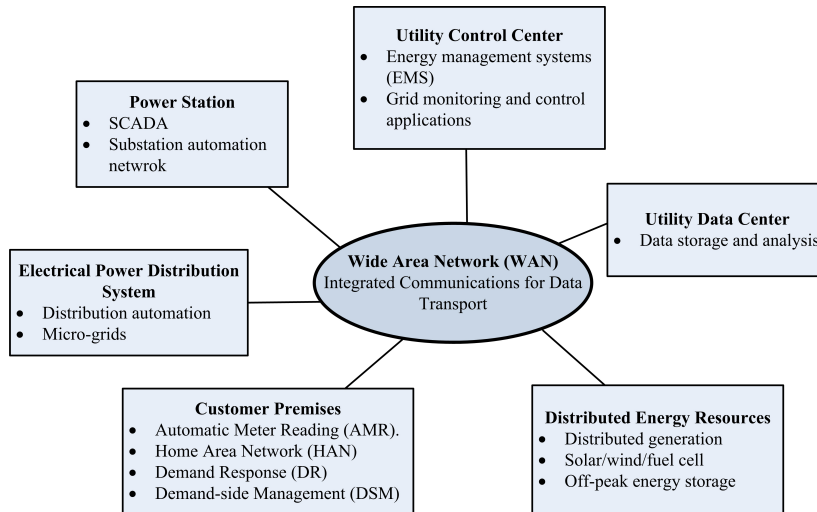 Utility Control Center
• Energy management systems
(EMS)
• Grid monitoring and control
applications
Power Station
• SCADA
• Substation automation
netwrok
Utility Data Center
• Data storage and analysis
Wide Area Network (WAN)
Integrated Communications for Data
Transport
Electrical Power Distribution
System
• Distribution automation
• Micro-grids
Customer Premises
• Automatic Meter Reading (AMR).
• Home Area Network (HAN)
• Demand Response (DR)
• Demand-side Management (DSM)
Distributed Energy Resources
• Distributed generation
• Solar/wind/fuel cell
• Off-peak energy storage